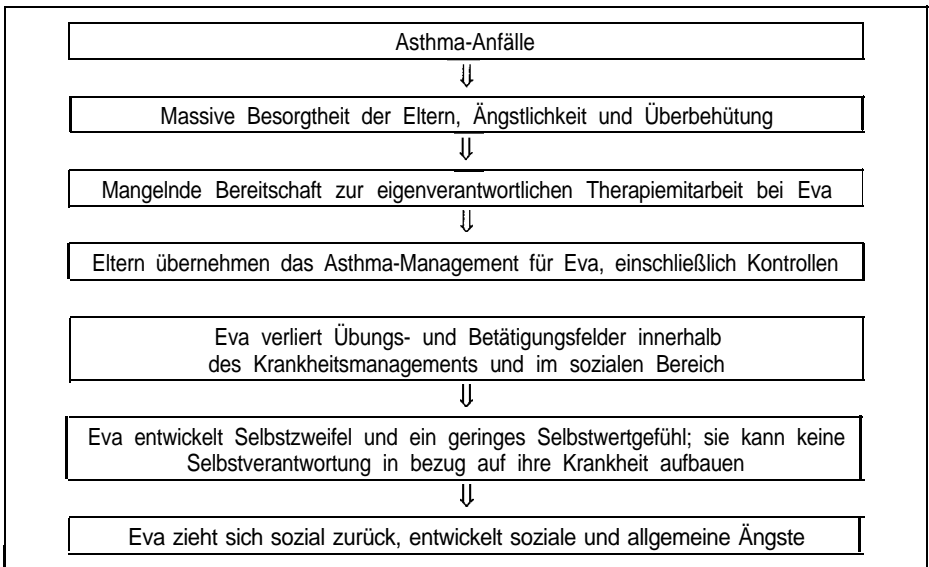 Asthma-Anfälle
⇓
Massive Besorgtheit der Eltern, Ängstlichkeit und Überbehütung
⇓
Mangelnde Bereitschaft zur eigenverantwortlichen Therapiemitarbeit bei Eva
⇓
Eltern übernehmen das Asthma-Management für Eva, einschließlich Kontrollen
Eva verliert Übungs- und Betätigungsfelder innerhalb
des Krankheitsmanagements und im sozialen Bereich
⇓
Eva entwickelt Selbstzweifel und ein geringes Selbstwertgefühl; sie kann keine
Selbstverantwortung in bezug auf ihre Krankheit aufbauen
⇓
Eva zieht sich sozial zurück, entwickelt soziale und allgemeine Ängste